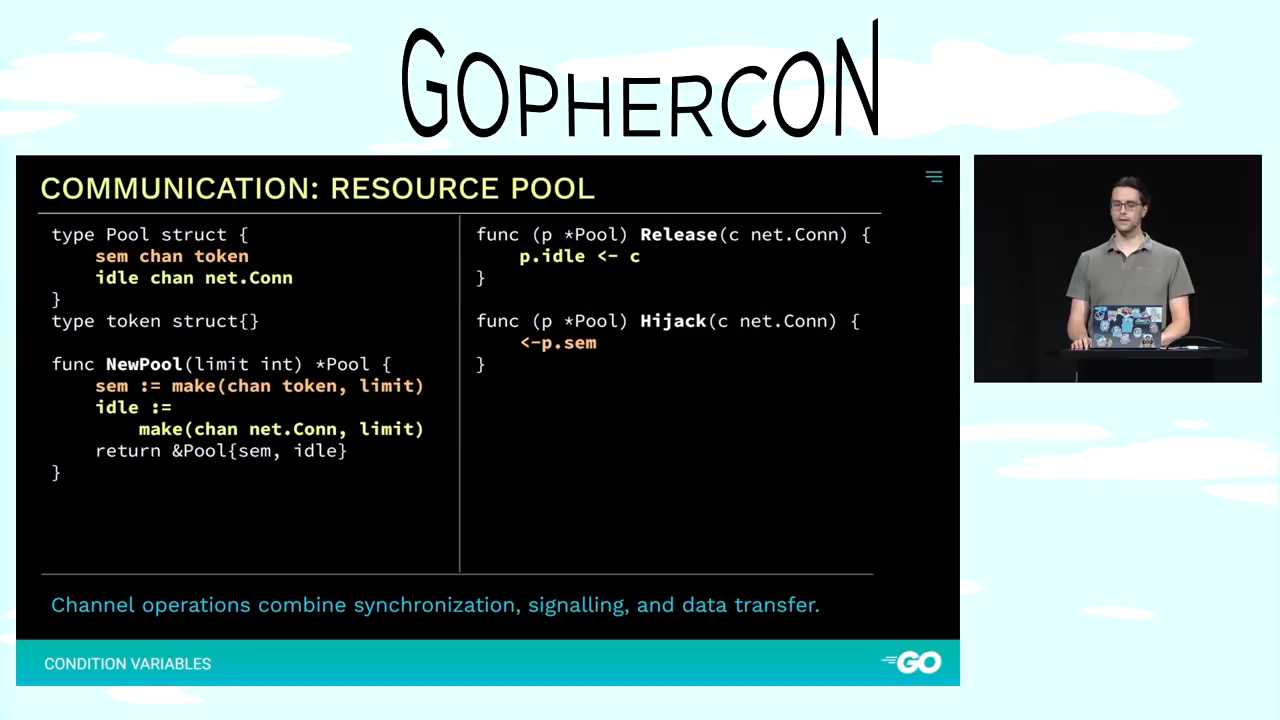 GOPHERCON
COMMUNICATION: RESOURCE POOL
type Pool struct {
    sem chan token
    idle chan net.Conn
}
type token struct{}
func NewPool(limit int) *Pool {
    sem := make(chan token, limit)
    idle :=
        make(chan net.Conn, limit)
    return &Pool{sem, idle}
}
func (p *Pool) Release(c net.Conn) {
    p.idle <- c
}
func (p *Pool) Hijack(c net.Conn) {
    <-p.sem
}
Channel operations combine synchronization, signalling, and data transfer.
CONDITION VARIABLES
GO